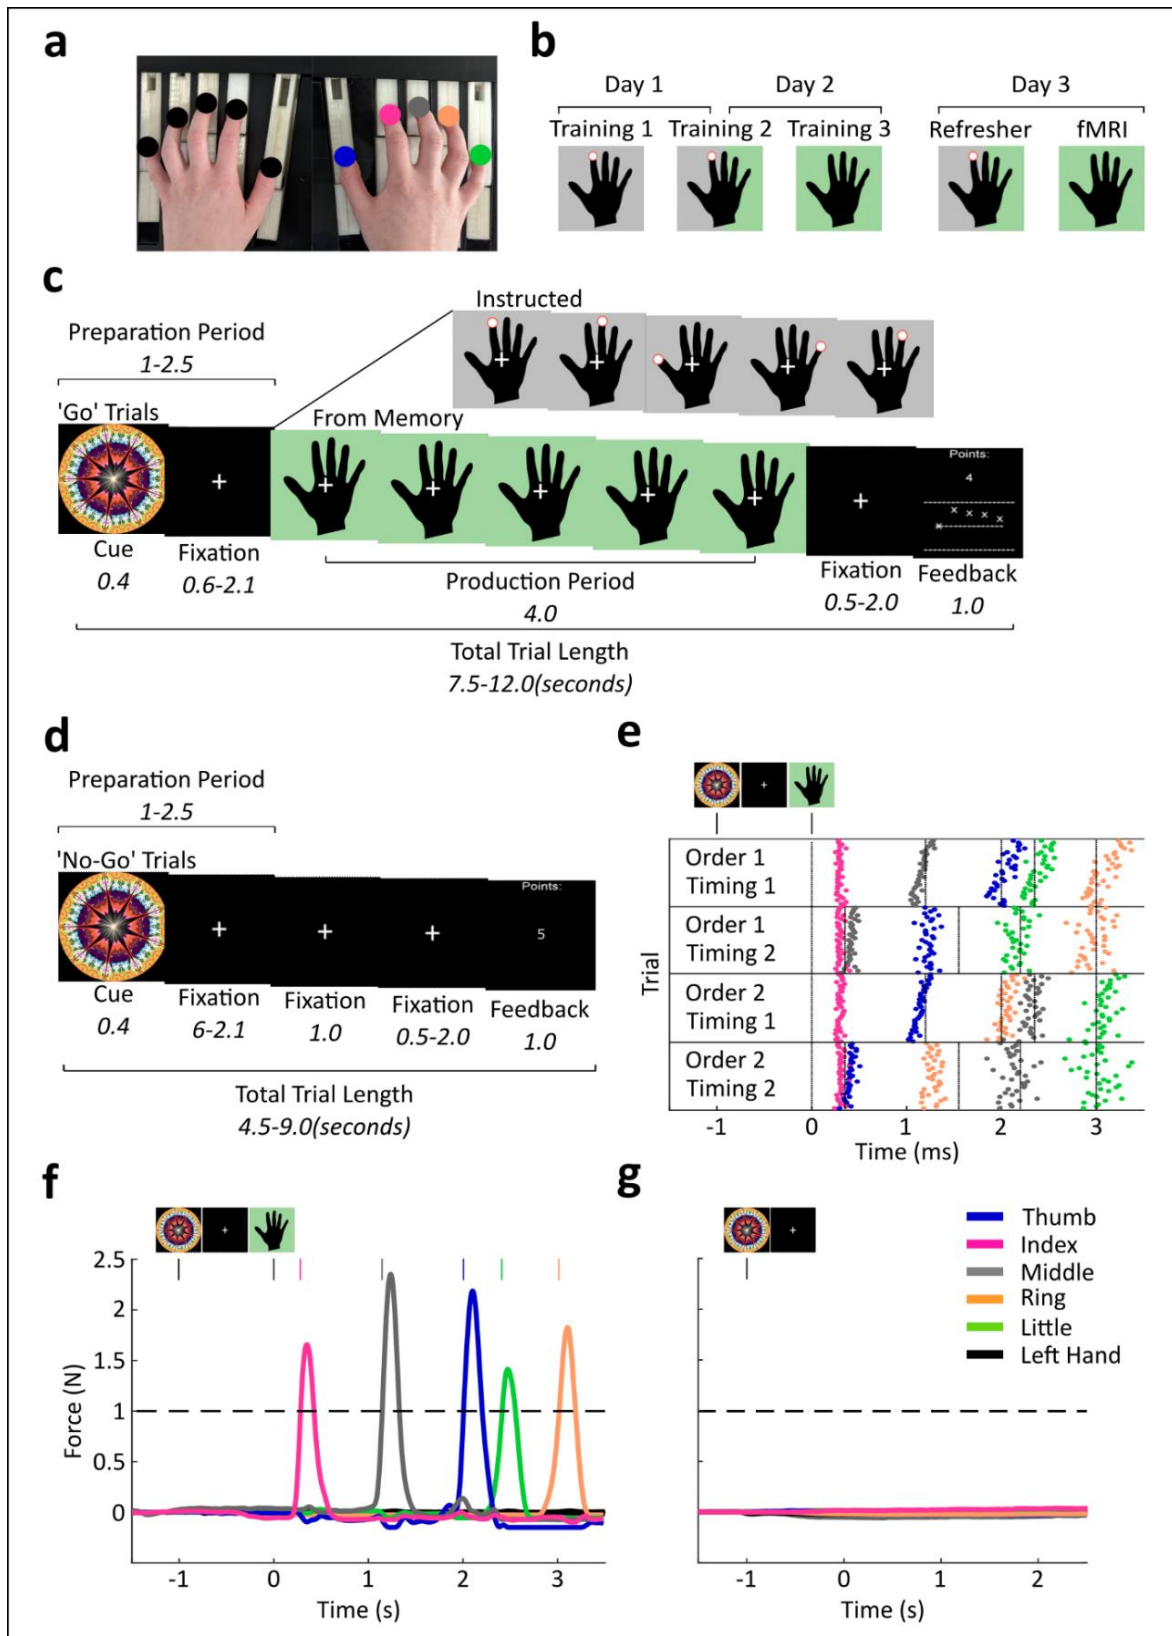 a
b
Day 1
Day 2
Day 3
Training 1
Training 2
Training 3
Refresher
fMRI
c
Instructed
Preparation Period
1-2.5
'Go' Trials
From Memory
Points:
4
Cue
0.4
Fixation
0.6-2.1
Production Period
4.0
Fixation
0.5-2.0
Feedback
1.0
Total Trial Length
7.5-12.0(seconds)
d
Preparation Period
1-2.5
'No-Go' Trials
Points:
5
Cue
0.4
Fixation
6-2.1
Fixation
1.0
Fixation
0.5-2.0
Feedback
1.0
Total Trial Length
4.5-9.0(seconds)
e
Trial
Order 1
Timing 1
Order 1
Timing 2
Order 2
Timing 1
Order 2
Timing 2
-1 0 1 2 3
Time (ms)
f
Force (N)
2.5
2
1.5
1
0.5
0
-1 0 1 2 3
Time (s)
g
Thumb
Index
Middle
Ring
Little
Left Hand
-1 0 1 2
Time (s)